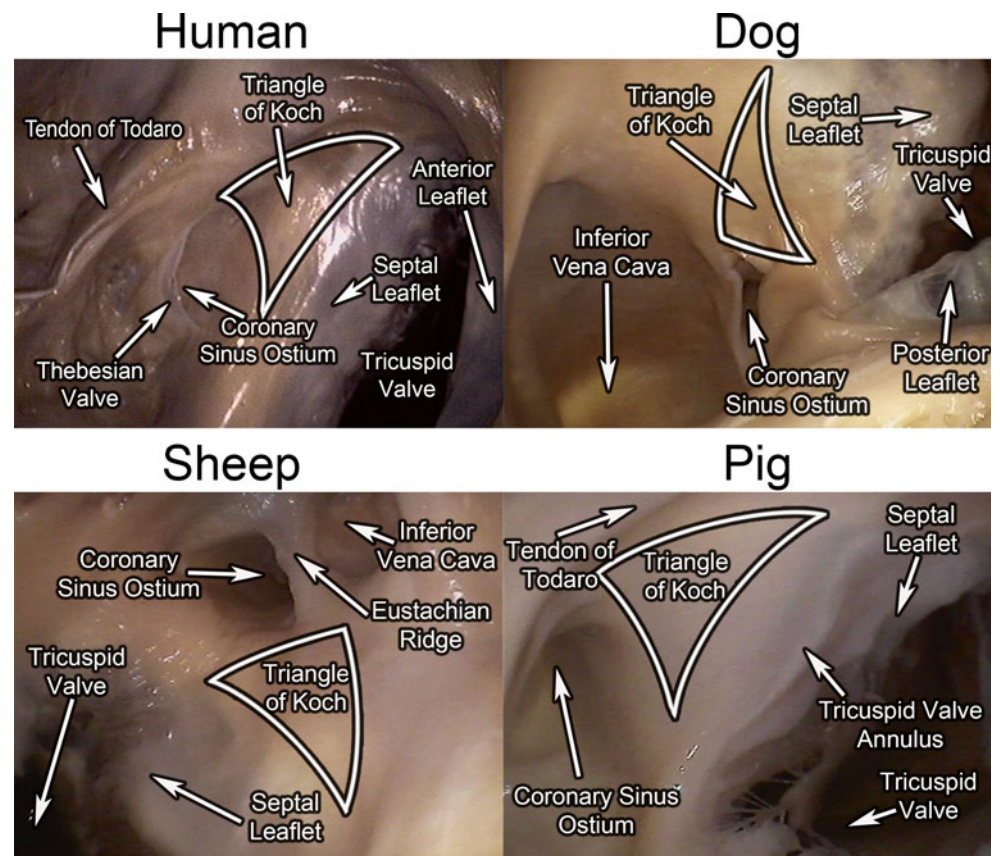 Human
Dog
Triangle
of Koch
Tendon of Todaro
Anterior
Leaflet
Septal
Leaflet
Coronary
Sinus Ostium
Thebesian
Valve
Tricuspid
Valve
Triangle
of Koch
Septal
Leaflet
Tricuspid
Valve
Inferior
Vena Cava
Coronary
Sinus Ostium
Posterior
Leaflet
Sheep
Pig
Coronary
Sinus Ostium
Inferior
Vena Cava
Eustachian
Ridge
Tricuspid
Valve
Triangle
of Koch
Septal
Leaflet
Tendon of
Todaro
Triangle
of Koch
Septal
Leaflet
Tricuspid Valve
Annulus
Coronary Sinus
Ostium
Tricuspid
Valve